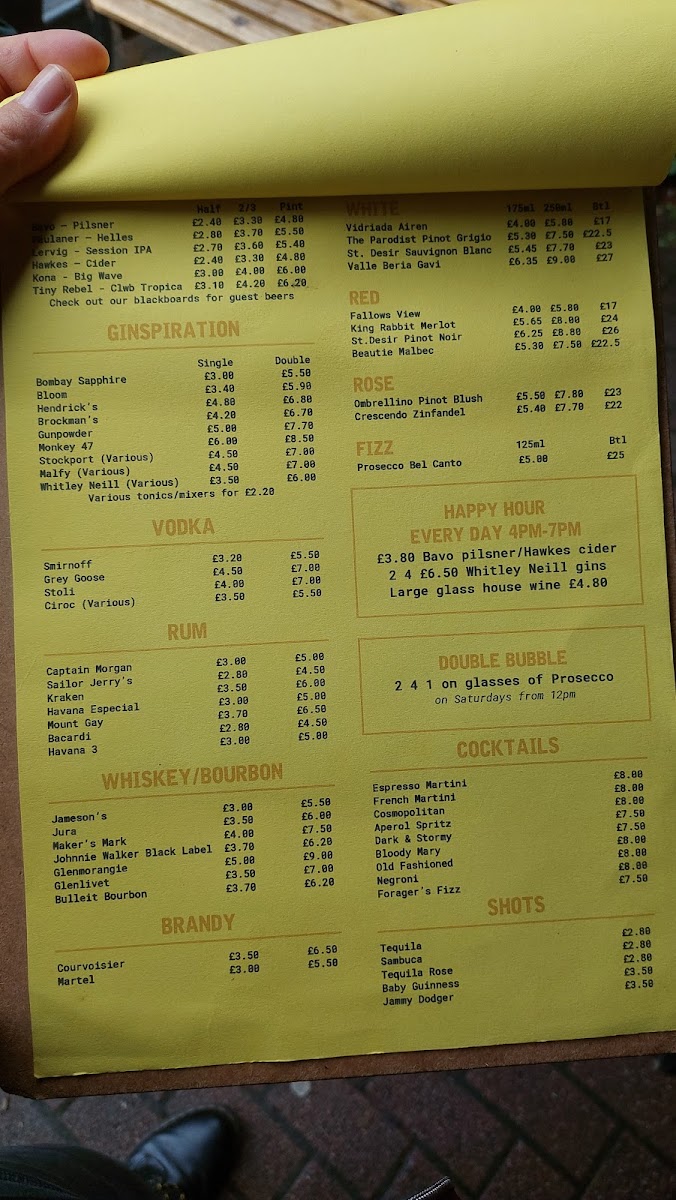 Half 2/3 Pint
Bavo – Pilsner £2.40 £3.30 £4.80
Paulaner – Helles £2.80 £3.70 £5.50
Lervig - Session IPA £2.70 £3.60 £5.40
Hawkes – Cider £2.40 £3.30 £4.80
Kona - Big Wave £3.00 £4.00 £6.00
Tiny Rebel - Clwb Tropica £3.10 £4.20 £6.20
Check out our blackboards for guest beers
GINSPIRATION
Single Double
Bombay Sapphire £3.00 £5.50
Bloom £3.40 £5.90
Hendrick's £4.80 £6.80
Brockman's £4.20 £6.70
Gunpowder £5.00 £7.70
Monkey 47 £6.00 £8.50
Stockport (Various) £4.50 £7.00
Malfy (Various) £4.50 £7.00
Whitley Neill (Various) £3.50 £6.00
Various tonics/mixers for £2.20
VODKA
Smirnoff £3.20 £5.50
Grey Goose £4.50 £7.00
Stoli £4.00 £7.00
Ciroc (Various) £3.50 £5.50
RUM
Captain Morgan £3.00 £5.00
Sailor Jerry's £2.80 £4.50
Kraken £3.50 £6.00
Havana Especial £3.00 £5.00
Mount Gay £3.70 £6.50
Bacardi £2.80 £4.50
Havana 3 £3.00 £5.00
WHISKEY/BOURBON
Jameson's £3.00 £5.50
Jura £3.50 £6.00
Maker's Mark £4.00 £7.50
Johnnie Walker Black Label £3.70 £6.20
Glenmorangie £5.00 £9.00
Glenlivet £3.50 £7.00
Bulleit Bourbon £3.70 £6.20
BRANDY
Courvoisier £3.50 £6.50
Martel £3.00 £5.50
WHITE 175ml 250ml Btl
Vidriada Airen £4.00 £5.80 £17
The Parodist Pinot Grigio £5.30 £7.50 £22.5
St. Desir Sauvignon Blanc £5.45 £7.70 £23
Valle Beria Gavi £6.35 £9.00 £27
RED
Fallows View £4.00 £5.80 £17
King Rabbit Merlot £5.65 £8.00 £24
St.Desir Pinot Noir £6.25 £8.80 £26
Beautie Malbec £5.30 £7.50 £22.5
ROSE
Ombrellino Pinot Blush £5.50 £7.80 £23
Crescendo Zinfandel £5.40 £7.70 £22
FIZZ 125ml Btl
Prosecco Bel Canto £5.00 £25
HAPPY HOUR
EVERY DAY 4PM-7PM
£3.80 Bavo pilsner/Hawkes cider
2 4 £6.50 Whitley Neill gins
Large glass house wine £4.80
DOUBLE BUBBLE
2 4 1 on glasses of Prosecco
on Saturdays from 12pm
COCKTAILS
Espresso Martini £8.00
French Martini £8.00
Cosmopolitan £8.00
Aperol Spritz £7.50
Dark & Stormy £7.50
Bloody Mary £8.00
Old Fashioned £8.00
Negroni £8.00
Forager's Fizz £7.50
SHOTS
Tequila £2.80
Sambuca £2.80
Tequila Rose £2.80
Baby Guinness £3.50
Jammy Dodger £3.50